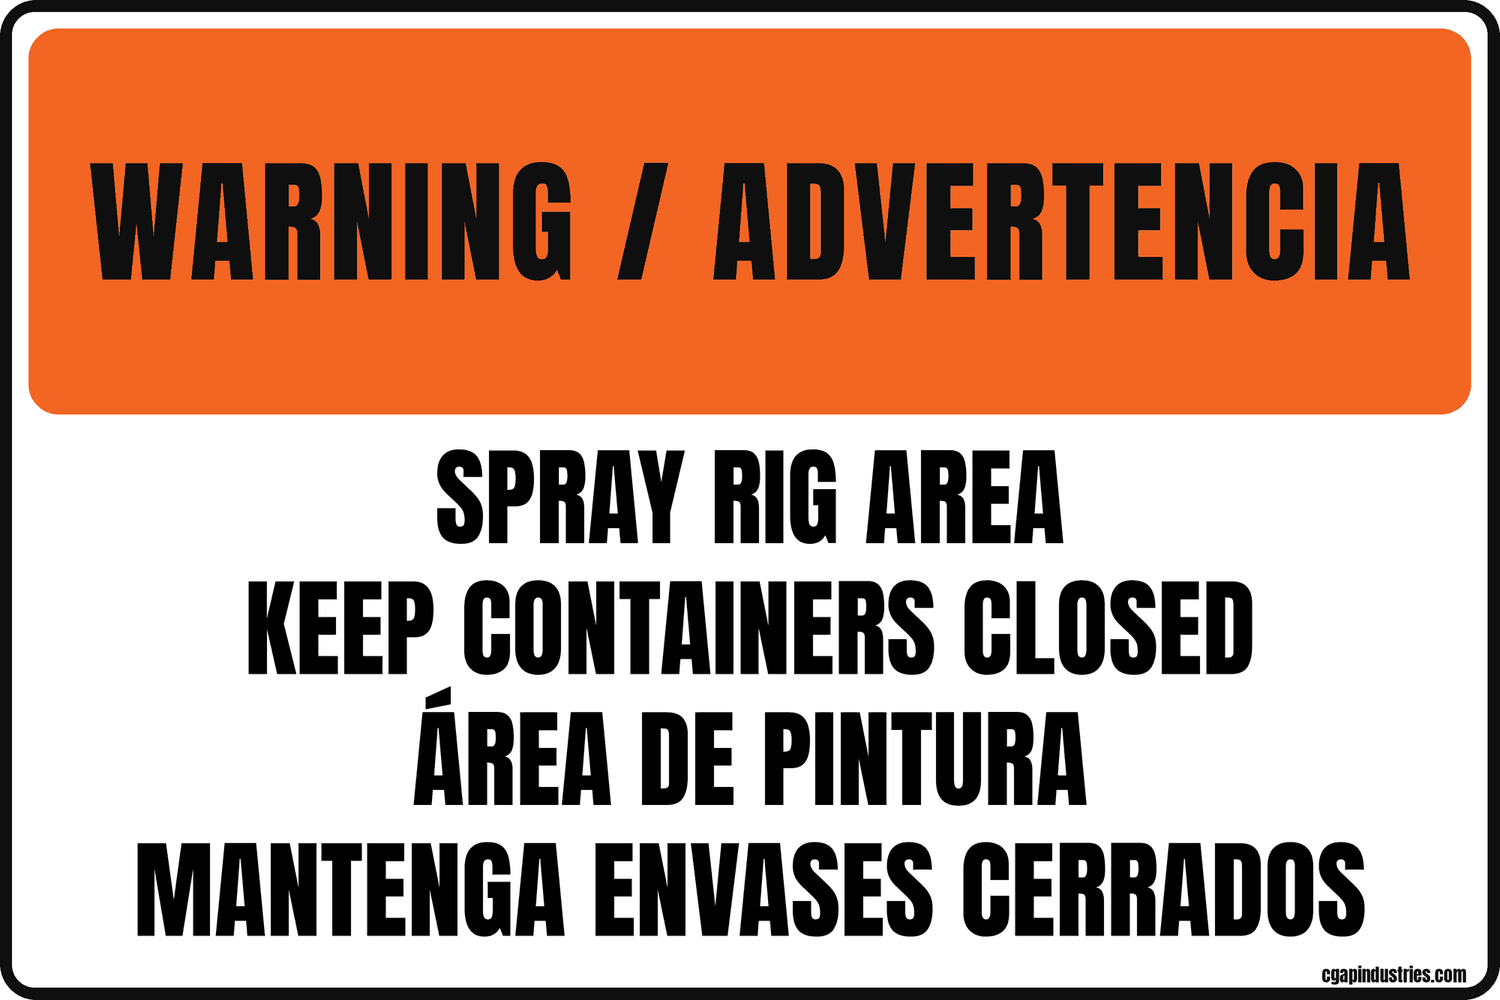 WARNING / ADVERTENCIA
SPRAY RIG AREA
KEEP CONTAINERS CLOSED
ÁREA DE PINTURA
MANTENGA ENVASES CERRADOS
cgapindustries.com